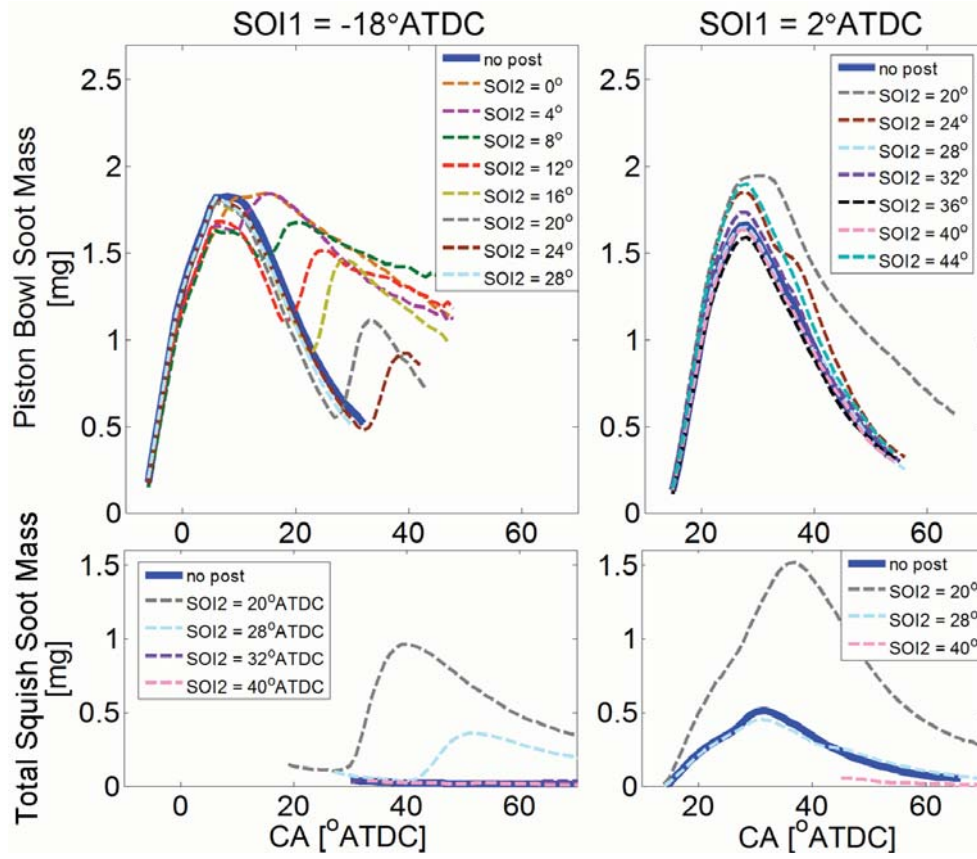 SOI1 = -18°ATDC
SOI1 = 2°ATDC
Piston Bowl Soot Mass
[mg]
2.5
2
1.5
1
0.5
0
0
20
40
60
no post
SOI2 = 0°
SOI2 = 4°
SOI2 = 8°
SOI2 = 12°
SOI2 = 16°
SOI2 = 20°
SOI2 = 24°
SOI2 = 28°
2.5
2
1.5
1
0.5
0
20
40
60
no post
SOI2 = 20°
SOI2 = 24°
SOI2 = 28°
SOI2 = 32°
SOI2 = 36°
SOI2 = 40°
SOI2 = 44°
Total Squish Soot Mass
[mg]
1.5
1
0.5
0
0
20
40
60
CA [°ATDC]
no post
SOI2 = 20°ATDC
SOI2 = 28°ATDC
SOI2 = 32°ATDC
SOI2 = 40°ATDC
1.5
1
0.5
0
20
40
60
CA [°ATDC]
no post
SOI2 = 20°
SOI2 = 28°
SOI2 = 40°